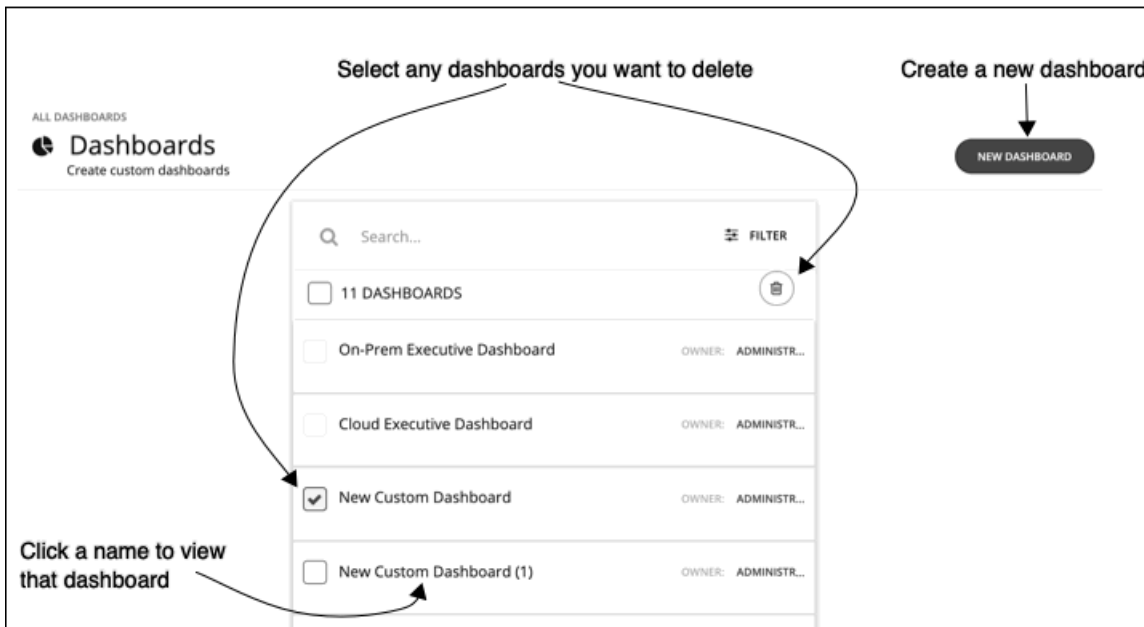 Select any dashboards you want to delete
Create a new dashboard
ALL DASHBOARDS
Dashboards
Create custom dashboards
NEW DASHBOARD
Search...
FILTER
11 DASHBOARDS
On-Prem Executive Dashboard
OWNER: ADMINISTR...
Cloud Executive Dashboard
OWNER: ADMINISTR...
New Custom Dashboard
OWNER: ADMINISTR...
Click a name to view
that dashboard
New Custom Dashboard (1)
OWNER: ADMINISTR...